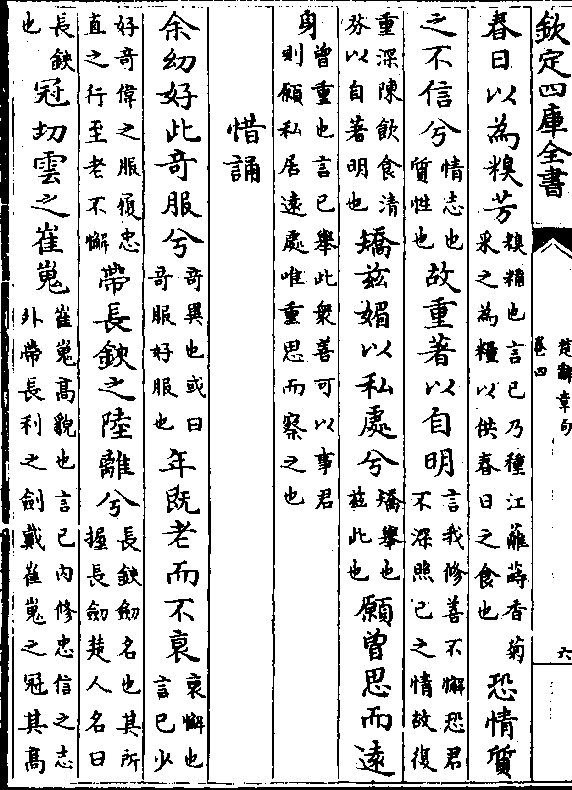 欽定四庫全書
楚辭章句
卷四
六
春日以為糗芳糗糒也言已乃種江蘺蒔香菊采之為糧以供春日之食也恐情質
之不信兮情志也質性也故重著以自明言我修善不懈恐君不深照已之情故復
重深陳飲食清芬以自著明也矯兹媚以私處兮矯舉也兹此也願曾思而逺
身曾重也言已舉此衆善可以事君則願私居逺處唯重思而察之也
惜誦
余幼好此奇服兮奇異也或曰奇服好服也年既老而不衰衰懈也言已少
好奇偉之服履忠直之行至老不懈帶長鋏之陸離兮長鋏劒名也其所握長劒楚人名曰
長鋏也冠切雲之崔嵬崔嵬髙貌也言已内修忠信之志外帶長利之劍戴崔嵬之冠其髙